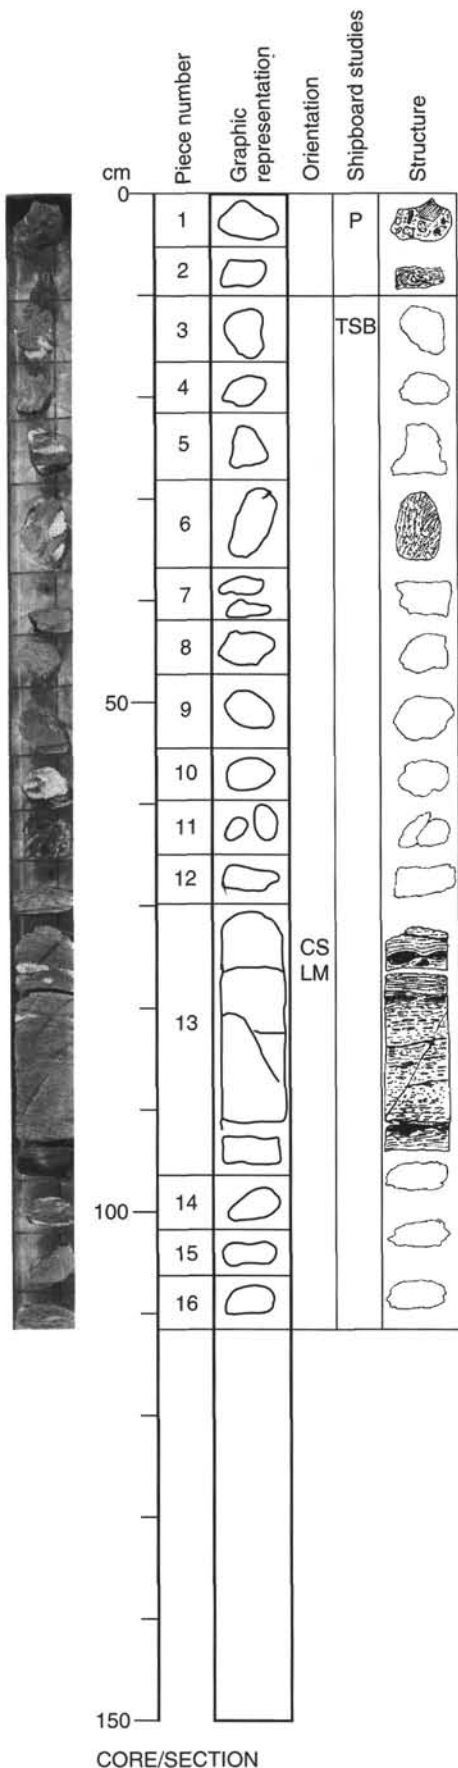 cm
Piece number
Graphic representation
Orientation
Shipboard studies
Structure
0
1
P
2
3
TSB
4
5
6
7
8
50
9
10
11
12
CS
LM
13
100
14
15
16
150
CORE/SECTION